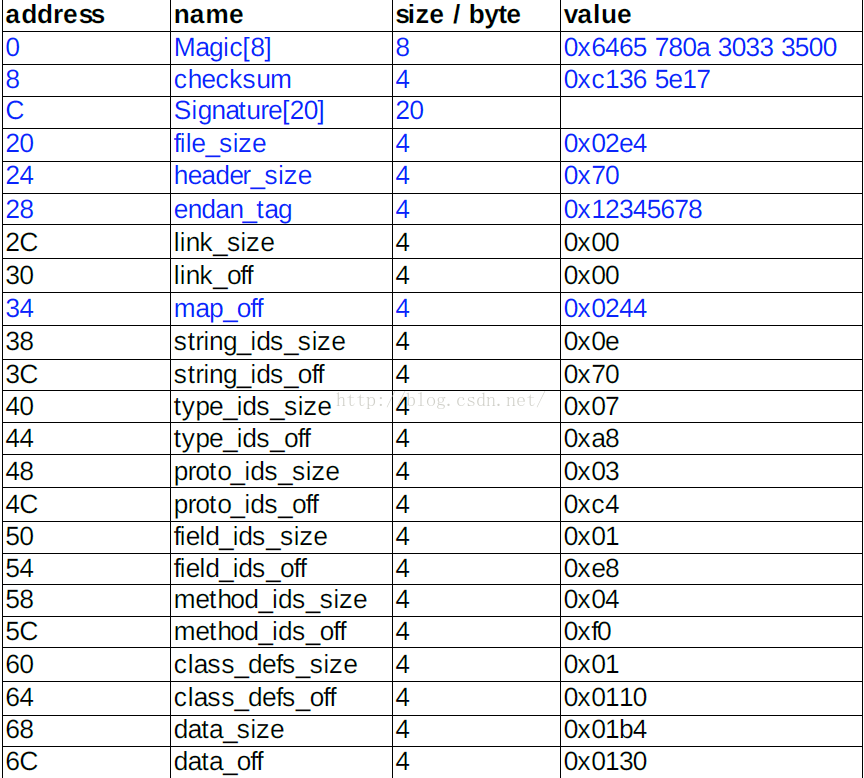 address name size / byte value
0 Magic[8] 8 0x6465 780a 3033 3500
8 checksum 4 0xc136 5e17
C Signature[20] 20
20 file_size 4 0x02e4
24 header_size 4 0x70
28 endan_tag 4 0x12345678
2C link_size 4 0x00
30 link_off 4 0x00
34 map_off 4 0x0244
38 string_ids_size 4 0x0e
3C string_ids_off 4 0x70
http://blog.csdn.net/
40 type_ids_size 4 0x07
44 type_ids_off 4 0xa8
48 proto_ids_size 4 0x03
4C proto_ids_off 4 0xc4
50 field_ids_size 4 0x01
54 field_ids_off 4 0xe8
58 method_ids_size 4 0x04
5C method_ids_off 4 0xf0
60 class_defs_size 4 0x01
64 class_defs_off 4 0x0110
68 data_size 4 0x01b4
6C data_off 4 0x0130